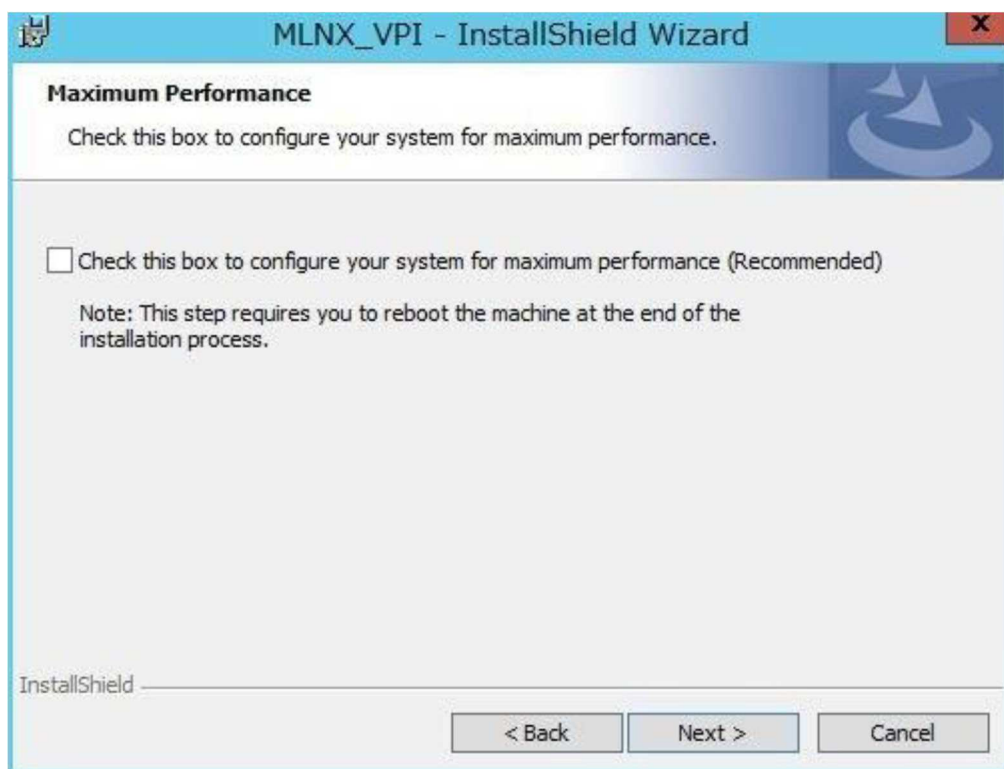 MLNX_VPI - InstallShield Wizard
x
Maximum Performance
Check this box to configure your system for maximum performance.
Check this box to configure your system for maximum performance (Recommended)
Note: This step requires you to reboot the machine at the end of the
installation process.
InstallShield
< Back
Next >
Cancel